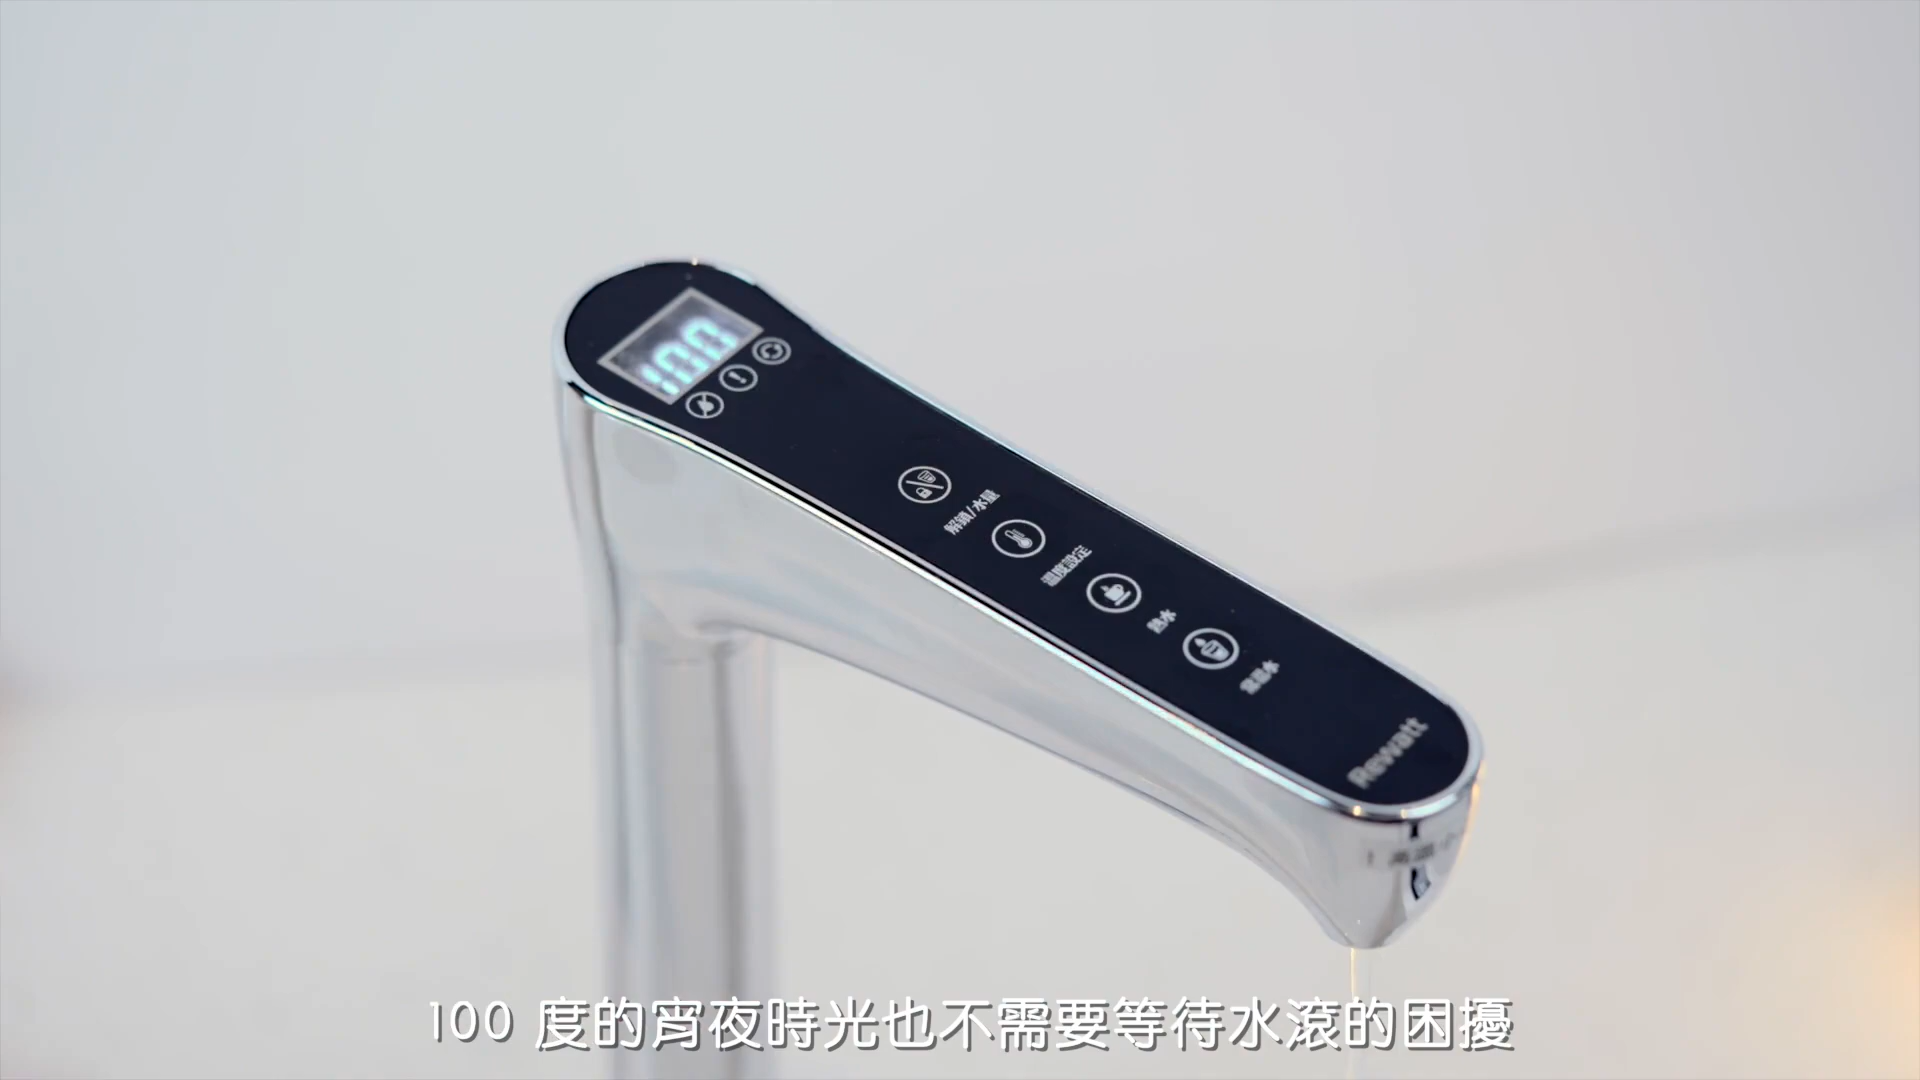 100
解鎖/水量
溫度設定
熱水
常溫水
Rewatt
100 度的宵夜時光也不需要等待水滾的困擾